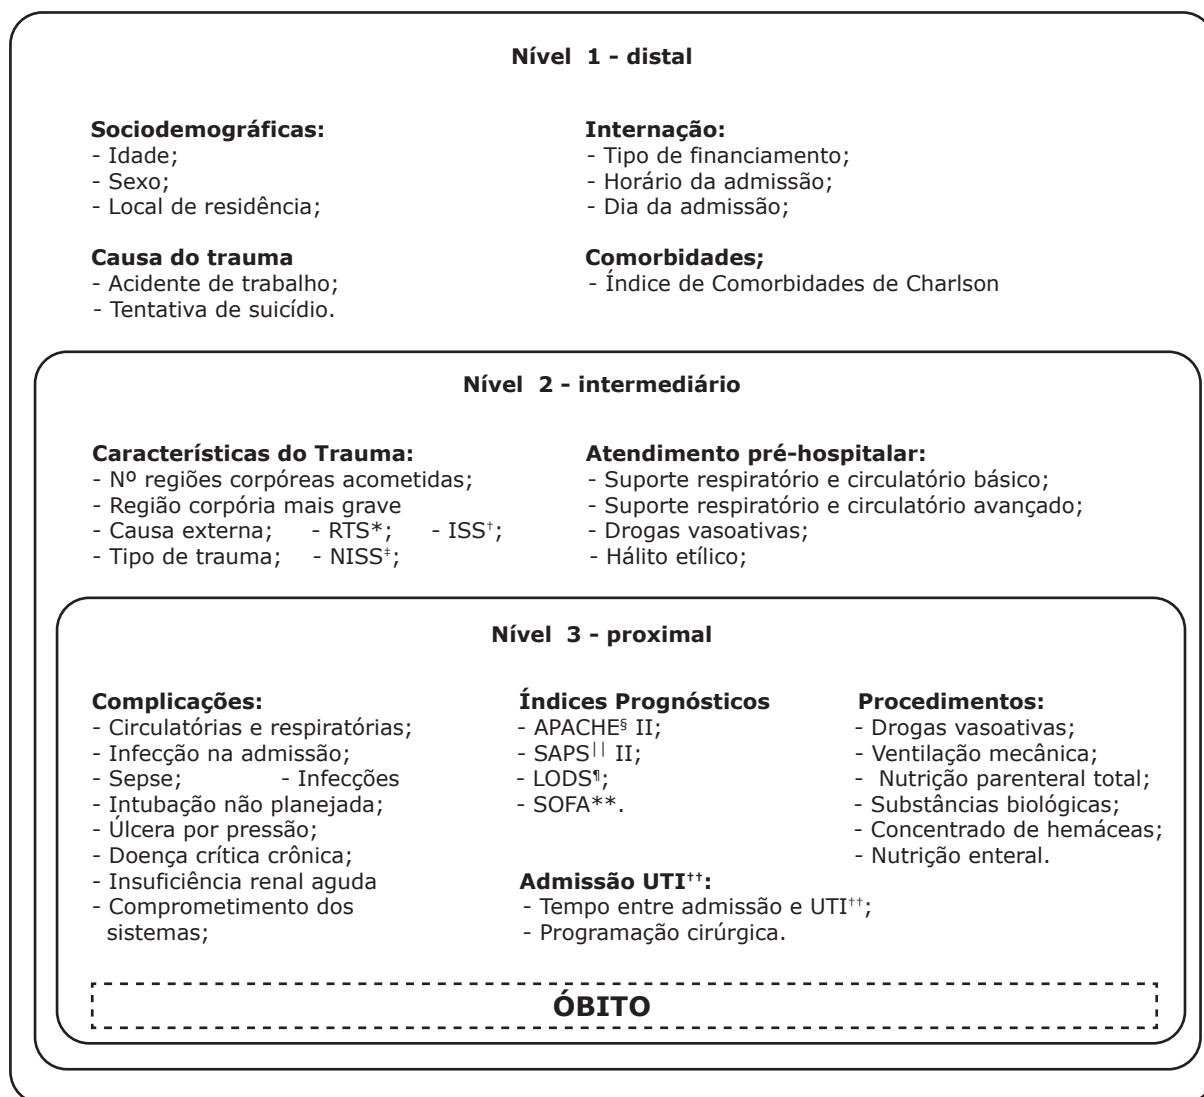 Nível 1 - distal
Sociodemográficas:
- Idade;
- Sexo;
- Local de residência;
Internação:
- Tipo de financiamento;
- Horário da admissão;
- Dia da admissão;
Causa do trauma
- Acidente de trabalho;
- Tentativa de suicídio.
Comorbidades;
- Índice de Comorbidades de Charlson
Nível 2 - intermediário
Características do Trauma:
- Nº regiões corpóreas acometidas;
- Região corpória mais grave
- Causa externa; - RTS*; - ISS†;
- Tipo de trauma; - NISS‡;
Atendimento pré-hospitalar:
- Suporte respiratório e circulatório básico;
- Suporte respiratório e circulatório avançado;
- Drogas vasoativas;
- Hálito etílico;
Nível 3 - proximal
Complicações:
- Circulatórias e respiratórias;
- Infecção na admissão;
- Sepse; - Infecções
- Intubação não planejada;
- Úlcera por pressão;
- Doença crítica crônica;
- Insuficiência renal aguda
- Comprometimento dos
sistemas;
Índices Prognósticos
- APACHE§ II;
- SAPS|| II;
- LODS¶;
- SOFA**.
Admissão UTI††:
- Tempo entre admissão e UTI††;
- Programação cirúrgica.
Procedimentos:
- Drogas vasoativas;
- Ventilação mecânica;
- Nutrição parenteral total;
- Substâncias biológicas;
- Concentrado de hemáceas;
- Nutrição enteral.
ÓBITO